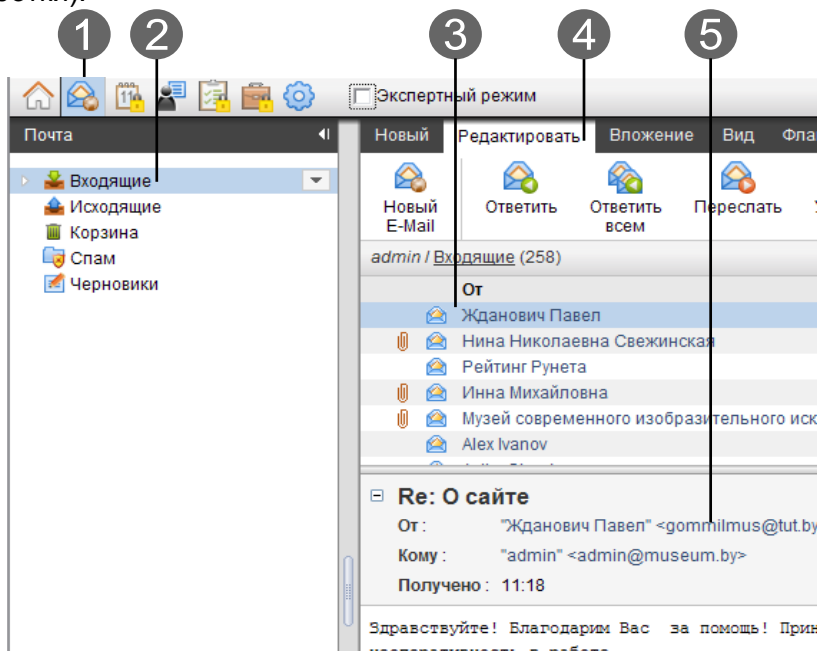 1 2 3 4 5
Экспертный режим
Почта
Новый Редактировать Вложение Вид
Входящие
Исходящие
Корзина
Спам
Черновики
Новый E-Mail
Ответить
Ответить всем
Переслать
admin / Входящие (258)
От
Жданович Павел
Нина Николаевна Свежинская
Рейтинг Рунета
Инна Михайловна
Музей современного изобразительного иск
Alex Ivanov
Re: О сайте
От : "Жданович Павел" <gommilmus@tut.by
Кому : "admin" <admin@museum.by>
Получено : 11:18
Здравствуйте! Благодарим Вас за помощь! Прин